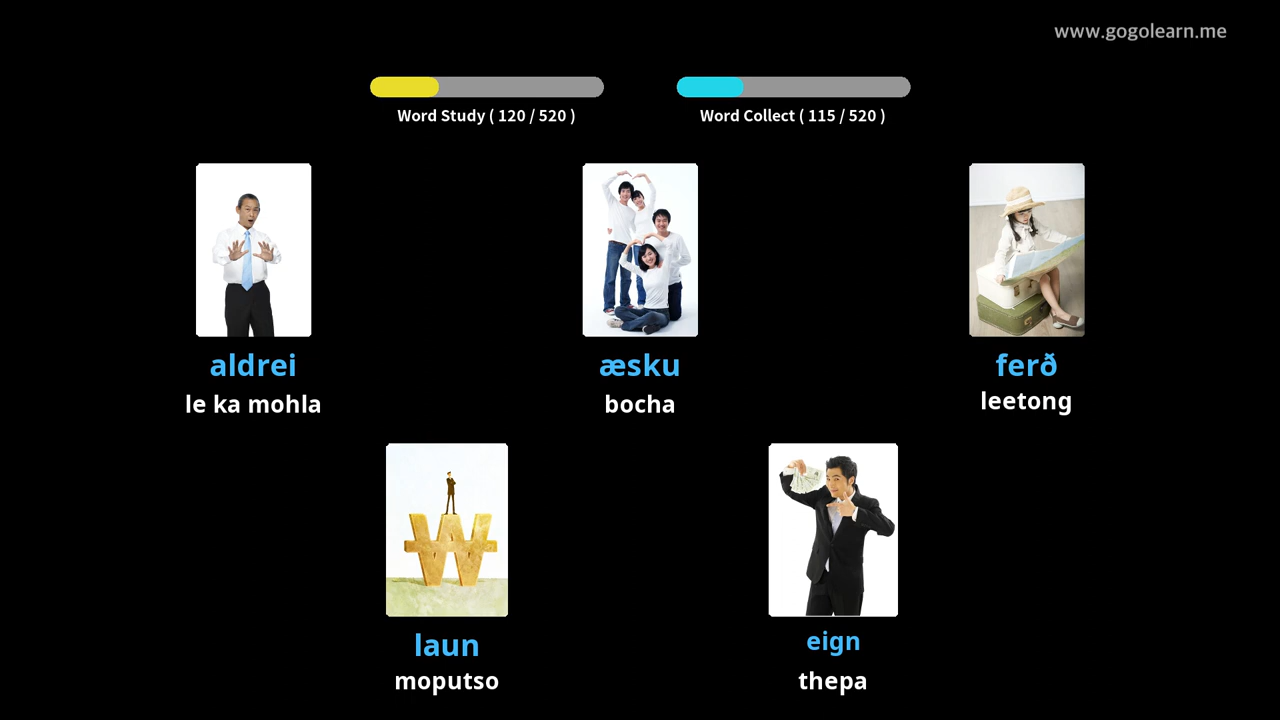 www.gogolearn.me
Word Study ( 120 / 520 )
Word Collect ( 115 / 520 )
aldrei
le ka mohla
æsku
bocha
ferð
leetong
laun
moputso
eign
thepa